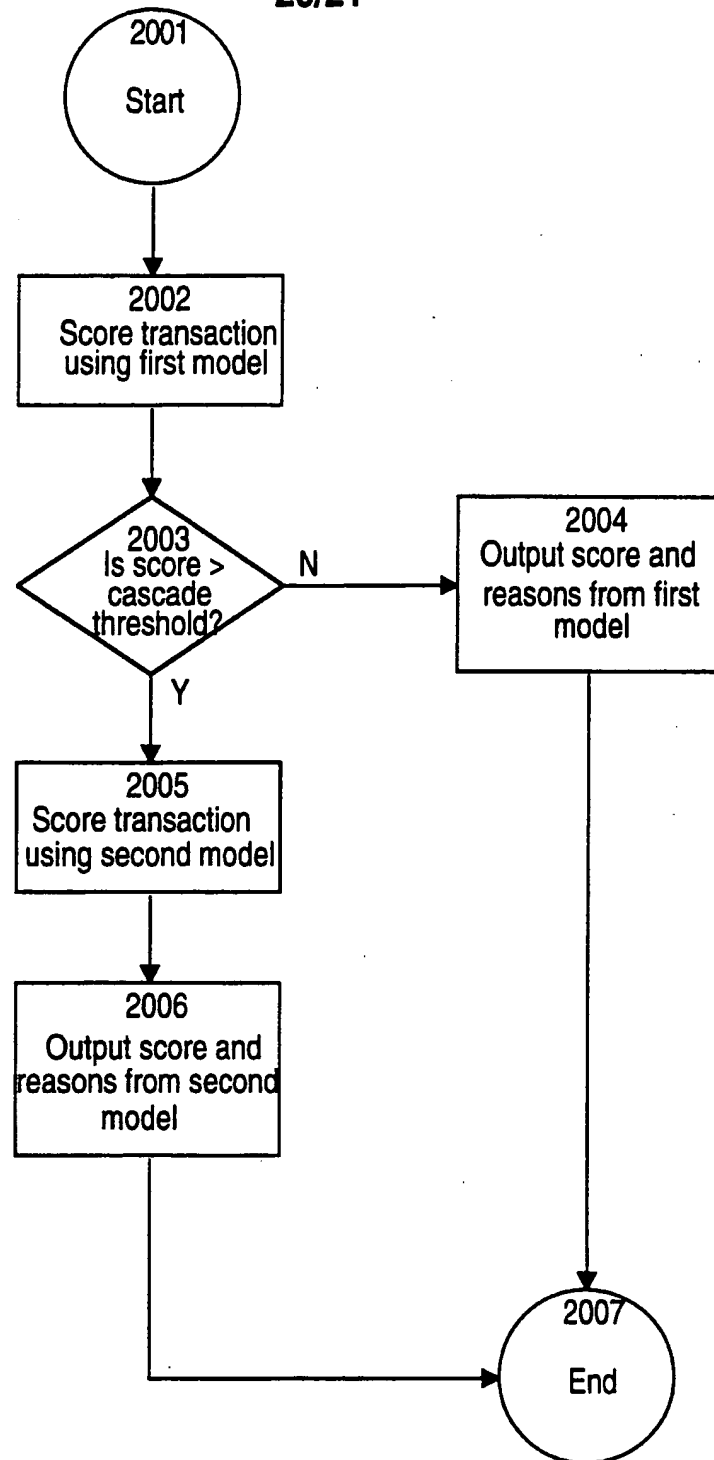 2001
Start
2002
Score transaction
using first model
2003
Is score >
cascade
threshold?
N
Y
2004
Output score and
reasons from first
model
2005
Score transaction
using second model
2006
Output score and
reasons from second
model
2007
End